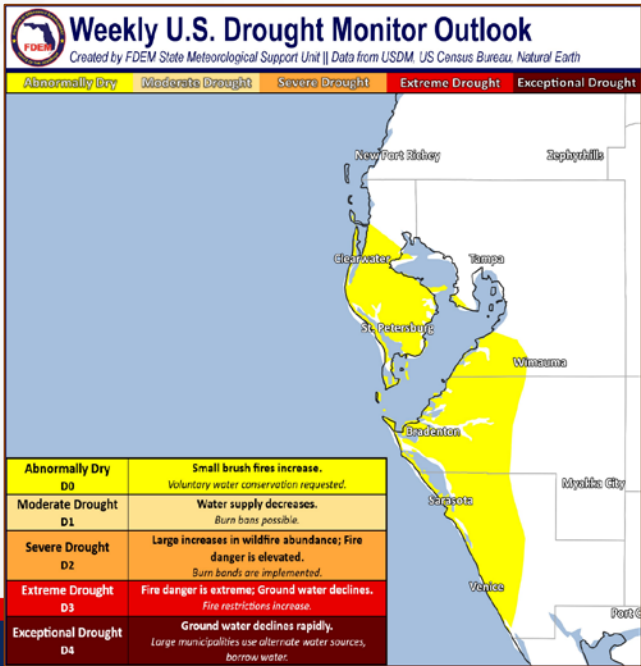 FDEM
Weekly U.S. Drought Monitor Outlook
Created by FDEM State Meteorological Support Unit || Data from USDM, US Census Bureau, Natural Earth
Abnormally Dry Moderate Drought Severe Drought Extreme Drought Exceptional Drought
New Port Richey Zephyrhills
Clearwater Tampa
St. Petersburg
Wimauma
Bradenton
Myakka City
Sarasota
Venice
Port C
Abnormally Dry
D0
Small brush fires increase.
Voluntary water conservation requested.
Moderate Drought
D1
Water supply decreases.
Burn bans possible.
Severe Drought
D2
Large increases in wildfire abundance; Fire
danger is elevated.
Burn bands are implemented.
Extreme Drought
D3
Fire danger is extreme; Ground water declines.
Fire restrictions increase.
Exceptional Drought
D4
Ground water declines rapidly.
Large municipalities use alternate water sources,
borrow water.